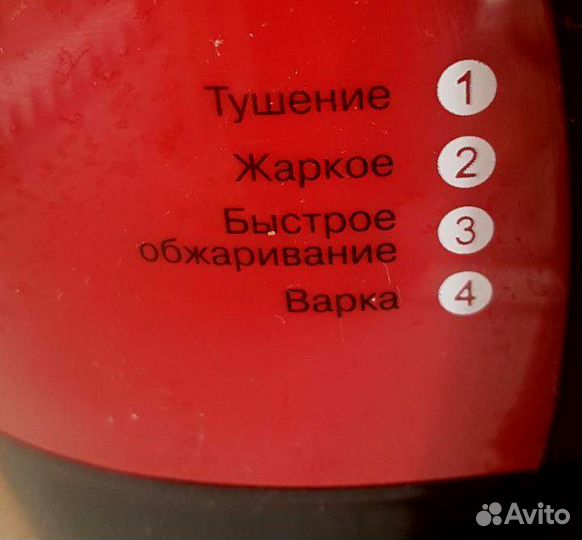 Тушение 1
Жаркое 2
Быстрое
обжаривание 3
Варка 4
Avito